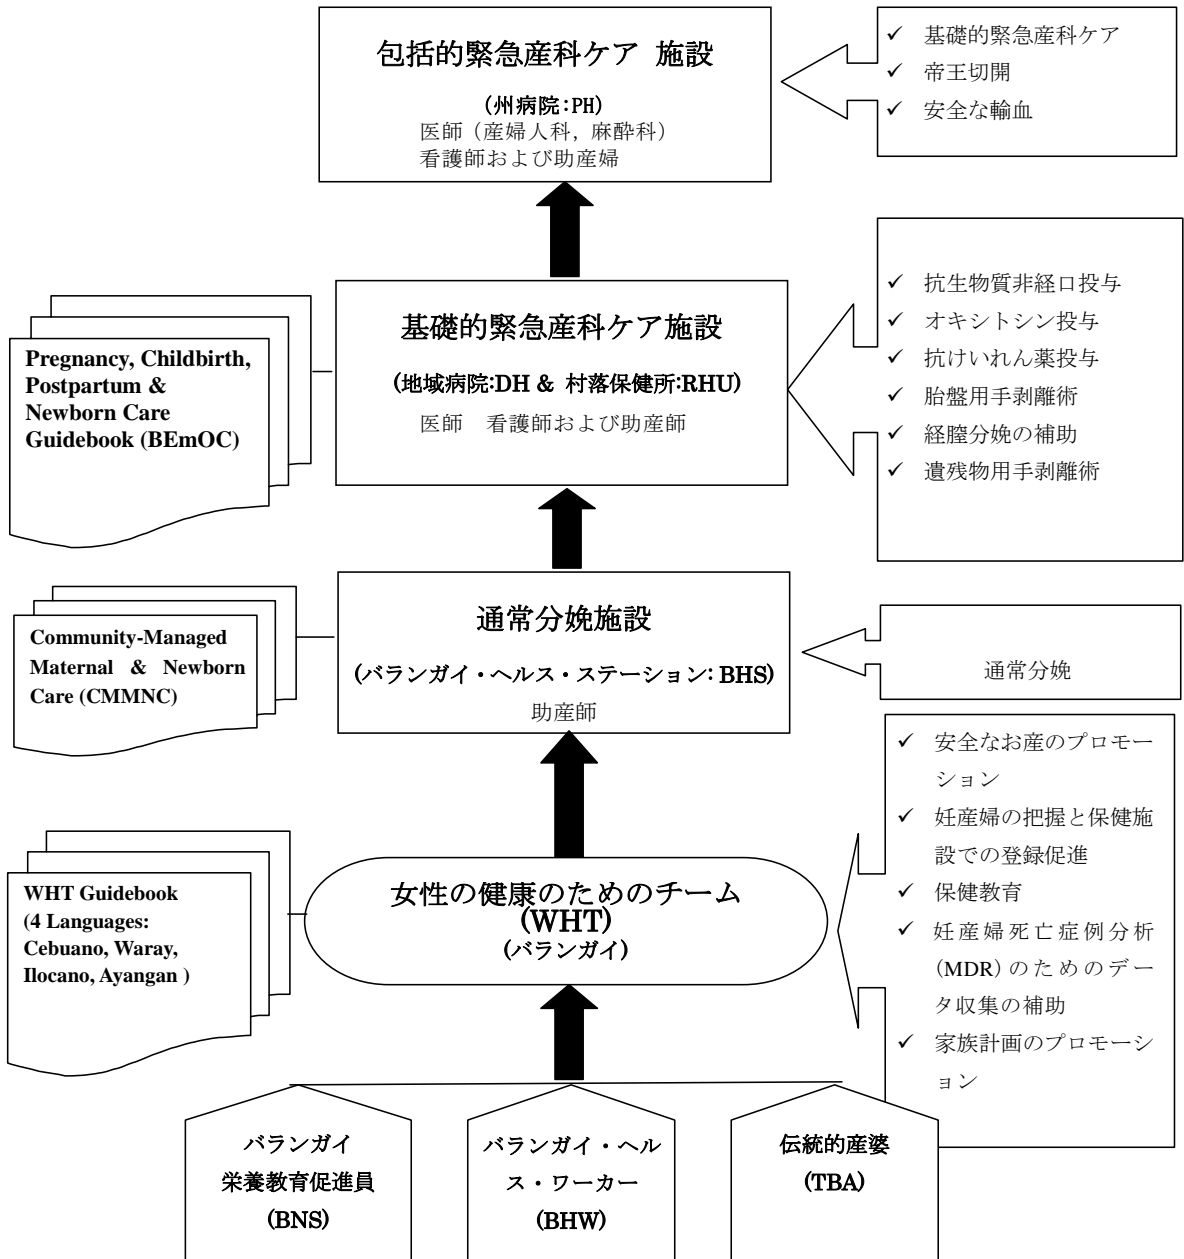 包括的緊急産科ケア 施設
(州病院:PH)
医師（産婦人科，麻酔科）
看護師および助産婦
✓ 基礎的緊急産科ケア
✓ 帝王切開
✓ 安全な輸血
Pregnancy, Childbirth,
Postpartum &
Newborn Care
Guidebook (BEmOC)
基礎的緊急産科ケア施設
(地域病院:DH & 村落保健所:RHU)
医師 看護師および助産師
✓ 抗生物質非経口投与
✓ オキシトシン投与
✓ 抗けいれん薬投与
✓ 胎盤用手剥離術
✓ 経膣分娩の補助
✓ 遺残物用手剥離術
Community-Managed
Maternal & Newborn
Care (CMMNC)
通常分娩施設
(バランガイ・ヘルス・ステーション: BHS)
助産師
通常分娩
WHT Guidebook
(4 Languages:
Cebuano, Waray,
Ilocano, Ayangan )
女性の健康のためのチーム
(WHT)
(バランガイ)
✓ 安全なお産のプロモー
ション
✓ 妊産婦の把握と保健施
設での登録促進
✓ 保健教育
✓ 妊産婦死亡症例分析
(MDR)のためのデー
タ収集の補助
✓ 家族計画のプロモーシ
ョン
バランガイ
栄養教育促進員
(BNS)
バランガイ・ヘル
ス・ワーカー
(BHW)
伝統的産婆
(TBA)